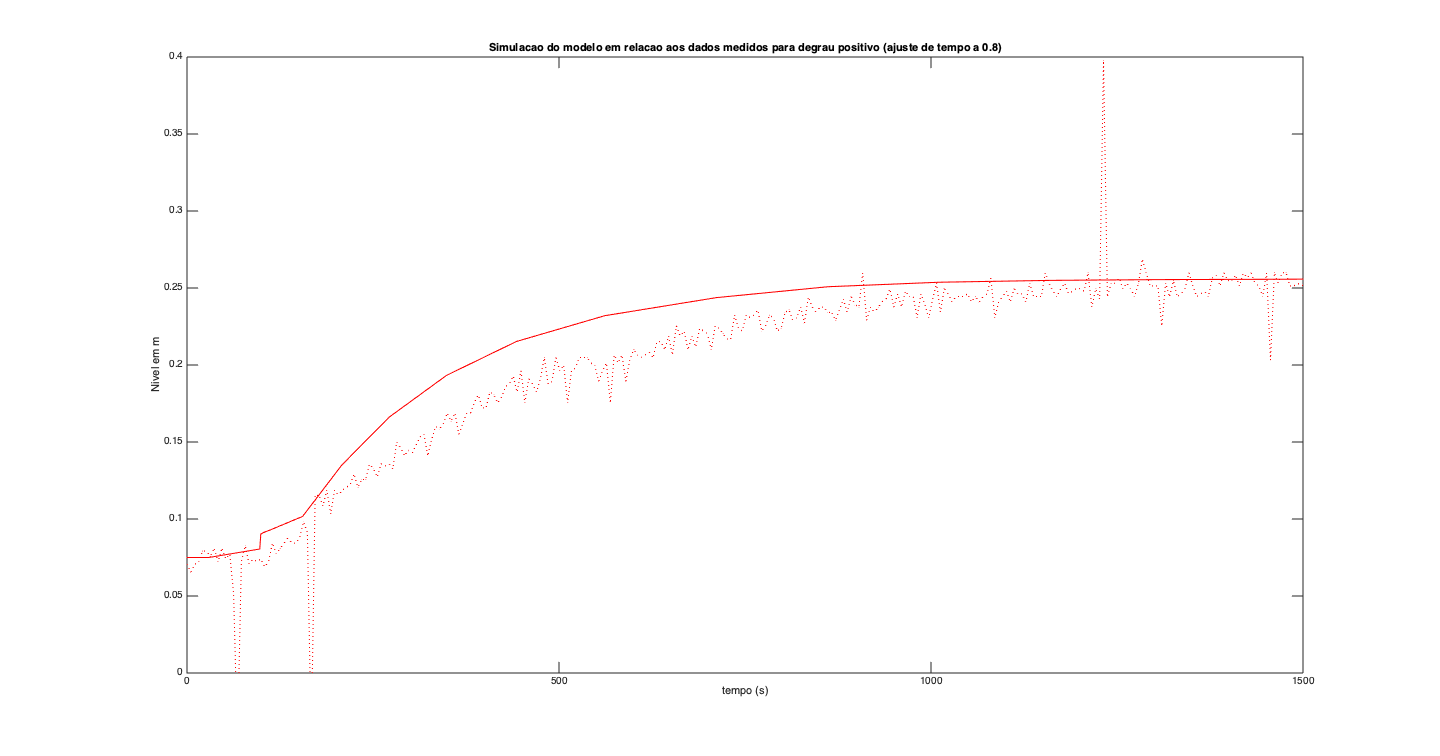 Simulacao do modelo em relacao aos dados medidos para degrau positivo (ajuste de tempo a 0.8)
0.4
0.35
0.3
0.25
0.2
0.15
0.1
0.05
0
Nivel em m
0 500 1000 1500
tempo (s)